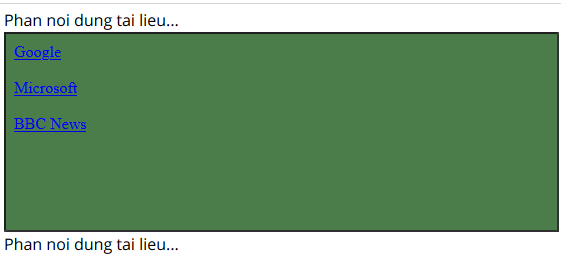 Phan noi dung tai lieu...
Google
Microsoft
BBC News
Phan noi dung tai lieu...